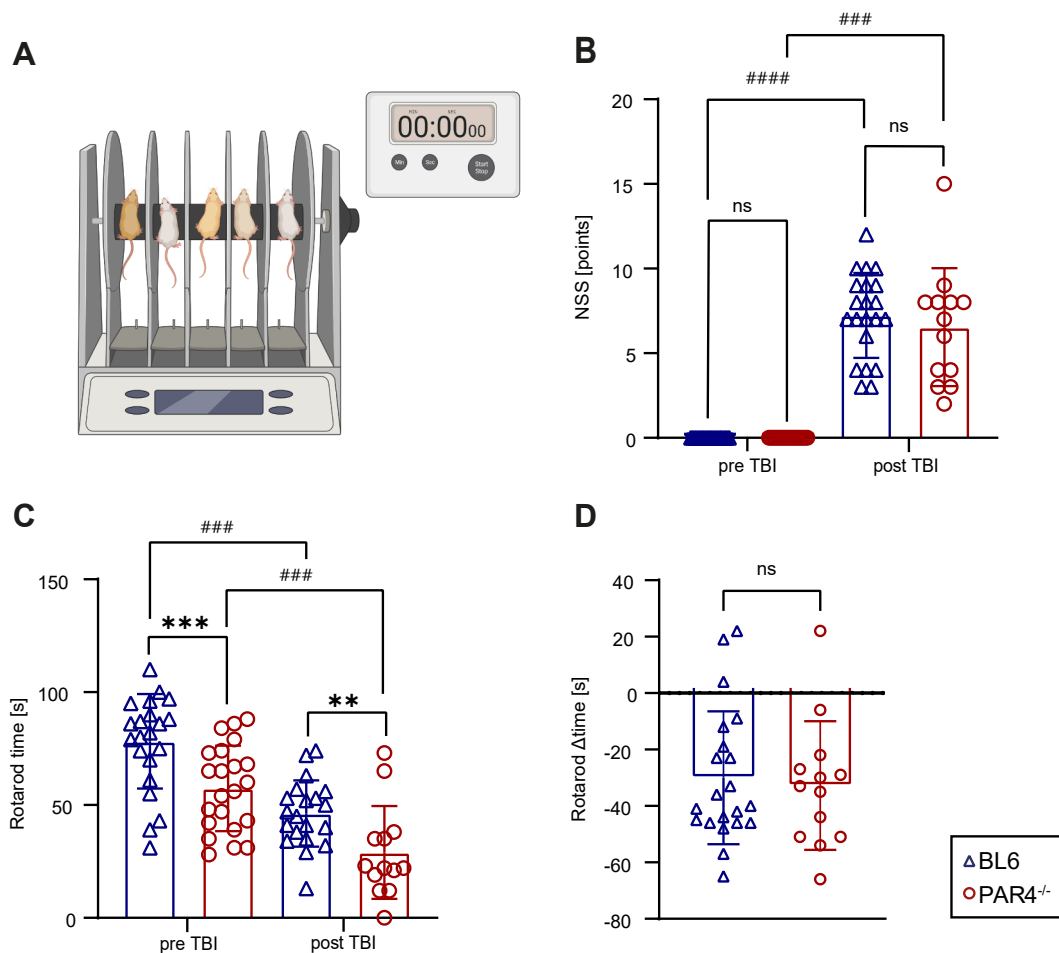 A
MIN SEC
00:00 00
Min
Sec
Start
Stop
B
###
####
ns
ns
NSS [points]
20
15
10
5
0
pre TBI
post TBI
C
###
###
***
**
Rotarod time [s]
150
100
50
0
pre TBI
post TBI
D
ns
Rotarod Δtime [s]
40
20
0
-20
-40
-60
-80
BL6
PAR4-/-